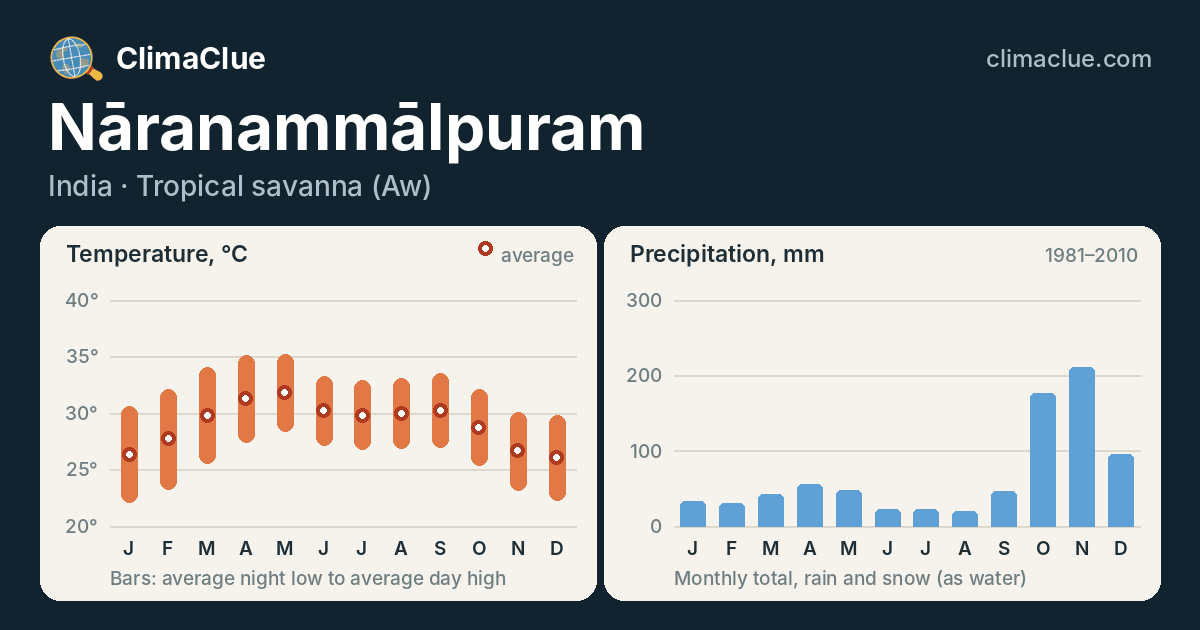 ClimaClue
climaclue.com
Nāranammālpuram
India · Tropical savanna (Aw)
Temperature, °C
average
40°
35°
30°
25°
20°
J F M A M J J A S O N D
Bars: average night low to average day high
Precipitation, mm
1981–2010
300
200
100
0
J F M A M J J A S O N D
Monthly total, rain and snow (as water)